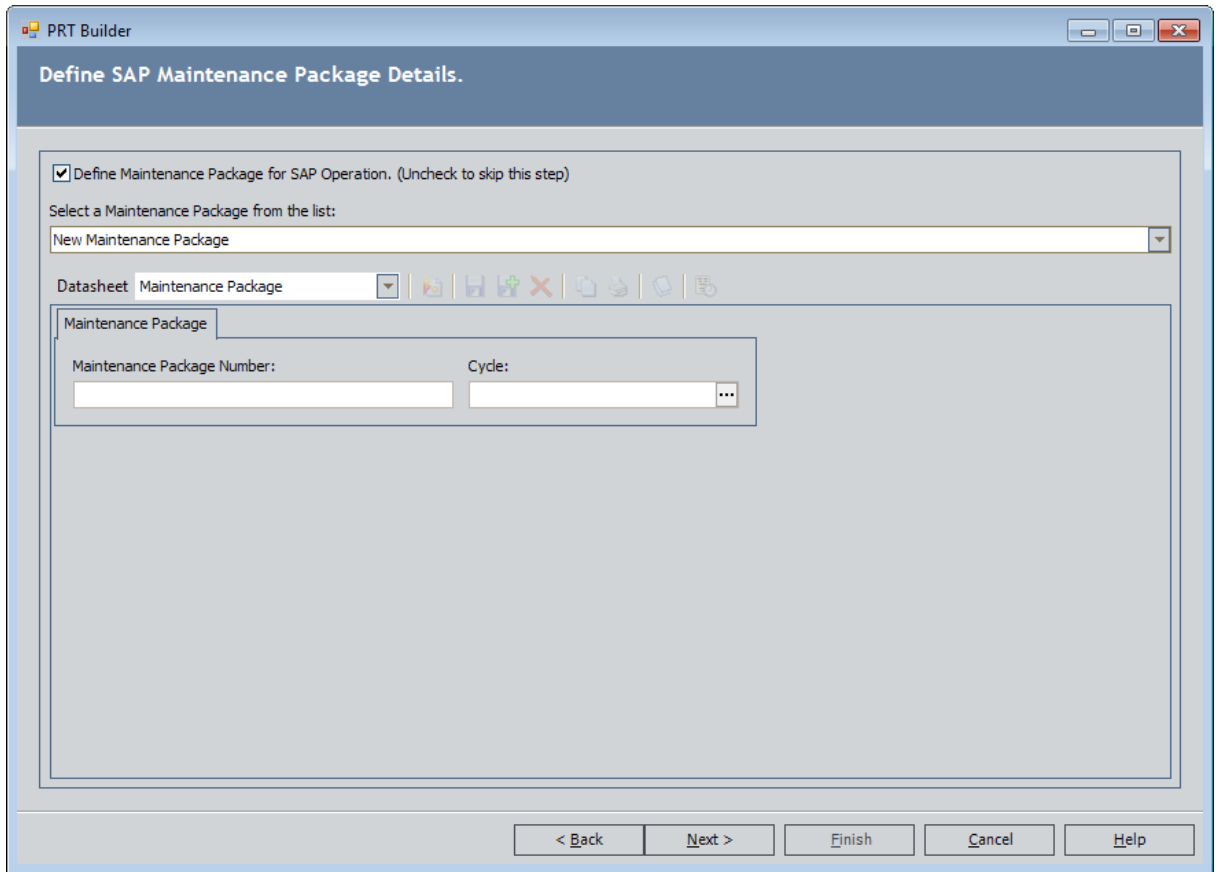 PRT Builder
Define SAP Maintenance Package Details.
Define Maintenance Package for SAP Operation. (Uncheck to skip this step)
Select a Maintenance Package from the list:
New Maintenance Package
Datasheet Maintenance Package
Maintenance Package
Maintenance Package Number: Cycle:
...
< Back Next > Finish Cancel Help